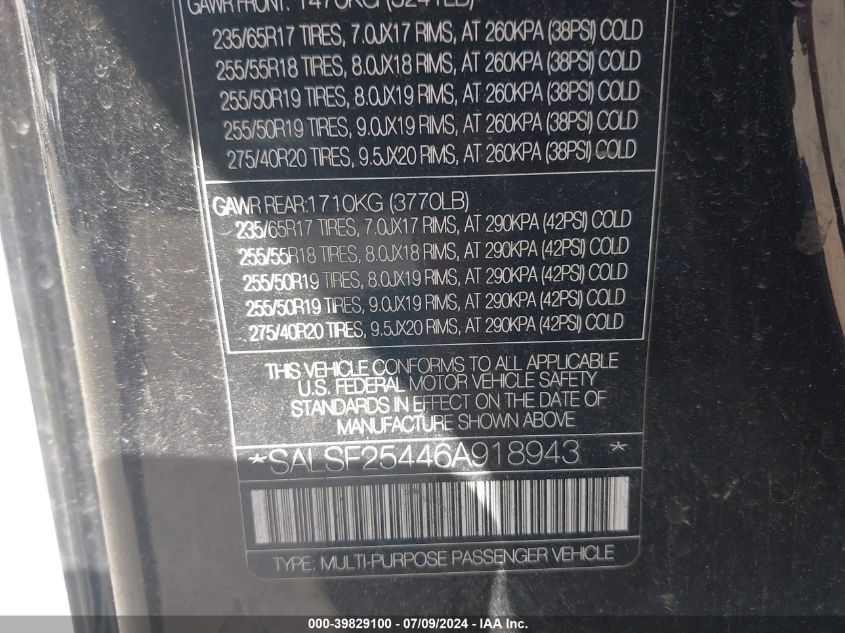 GAWR FRONT: 1470KG (3241LB)
235/65R17 TIRES, 7.0JX17 RIMS, AT 260KPA (38PSI) COLD
255/55R18 TIRES, 8.0JX18 RIMS, AT 260KPA (38PSI) COLD
255/50R19 TIRES, 8.0JX19 RIMS, AT 260KPA (38PSI) COLD
255/50R19 TIRES, 9.0JX19 RIMS, AT 260KPA (38PSI) COLD
275/40R20 TIRES, 9.5JX20 RIMS, AT 260KPA (38PSI) COLD
GAWR REAR:1710KG (3770LB)
235/65R17 TIRES, 7.0JX17 RIMS, AT 290KPA (42PSI) COLD
255/55R18 TIRES, 8.0JX18 RIMS, AT 290KPA (42PSI) COLD
255/50R19 TIRES, 8.0JX19 RIMS, AT 290KPA (42PSI) COLD
255/50R19 TIRES, 9.0JX19 RIMS, AT 290KPA (42PSI) COLD
275/40R20 TIRES, 9.5JX20 RIMS, AT 290KPA (42PSI) COLD
THIS VEHICLE CONFORMS TO ALL APPLICABLE
U.S. FEDERAL MOTOR VEHICLE SAFETY
STANDARDS IN EFFECT ON THE DATE OF
MANUFACTURE SHOWN ABOVE
*SALSF25446A918943 *
TYPE: MULTI-PURPOSE PASSENGER VEHICLE
000-39829100 - 07/09/2024 - IAAI.com